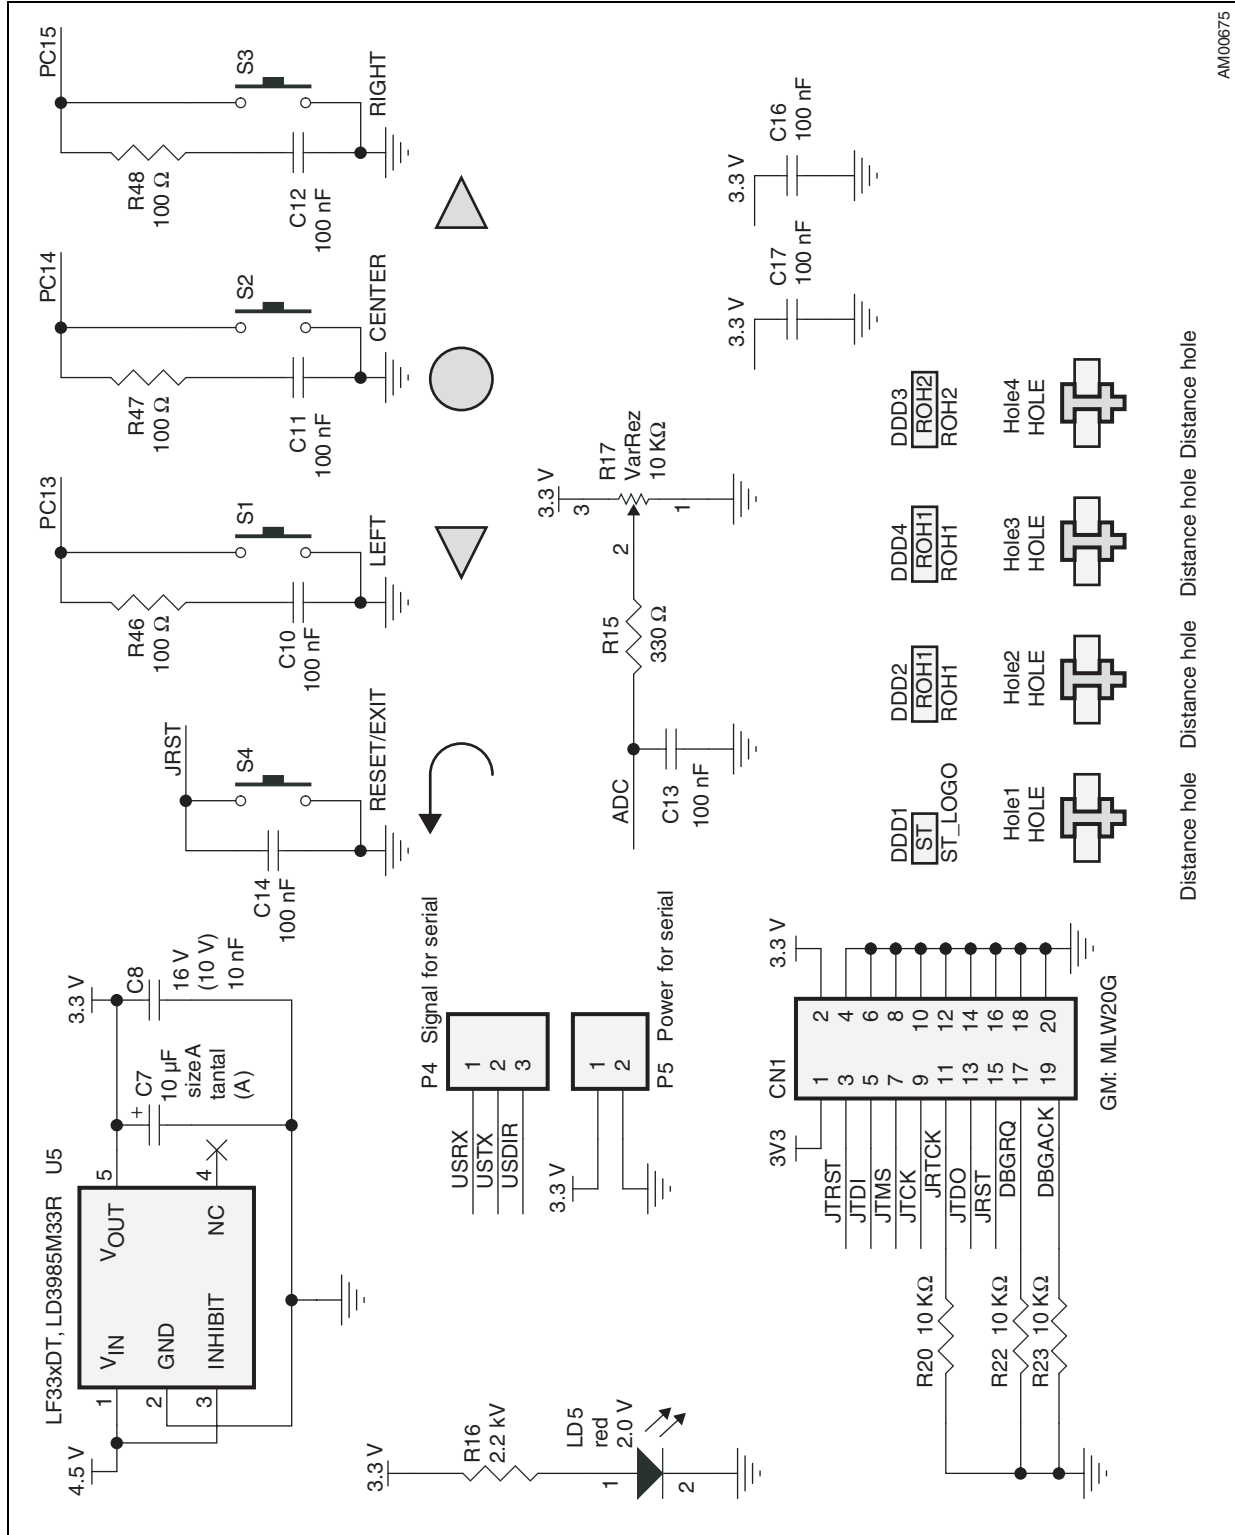 LF33xDT, LD3985M33R U5
4.5 V
1
VIN
VOUT
5
2
GND
3
INHIBIT
NC
4
3.3 V
+
C7
10 µF
size A
tantal
(A)
C8
16 V
(10 V)
10 nF
JRST
C14
100 nF
S4
RESET/EXIT
PC13
R46
100 Ω
C10
100 nF
S1
LEFT
PC14
R47
100 Ω
C11
100 nF
S2
CENTER
PC15
R48
100 Ω
C12
100 nF
S3
RIGHT
3.3 V
R16
2.2 kV
LD5
red
2.0 V
1
2
P4 Signal for serial
USRX
USTX
USDIR
1
2
3
3.3 V
1
2
P5 Power for serial
ADC
C13
100 nF
R15
330 Ω
2
3.3 V
3
1
R17
VarRez
10 KΩ
3.3 V
C17
100 nF
3.3 V
C16
100 nF
R20 10 KΩ
R22 10 KΩ
R23 10 KΩ
3V3
CN1
3.3 V
JTRST
JTDI
JTMS
JTCK
JRTCK
JTDO
JRST
DBGRQ
DBGACK
1 2
3 4
5 6
7 8
9 10
11 12
13 14
15 16
17 18
19 20
GM: MLW20G
DDD1
ST
ST_LOGO
DDD2
ROH1
ROH1
DDD4
ROH1
ROH1
DDD3
ROH2
ROH2
Hole1
HOLE
Hole2
HOLE
Hole3
HOLE
Hole4
HOLE
Distance hole Distance hole Distance hole Distance hole
AM00675